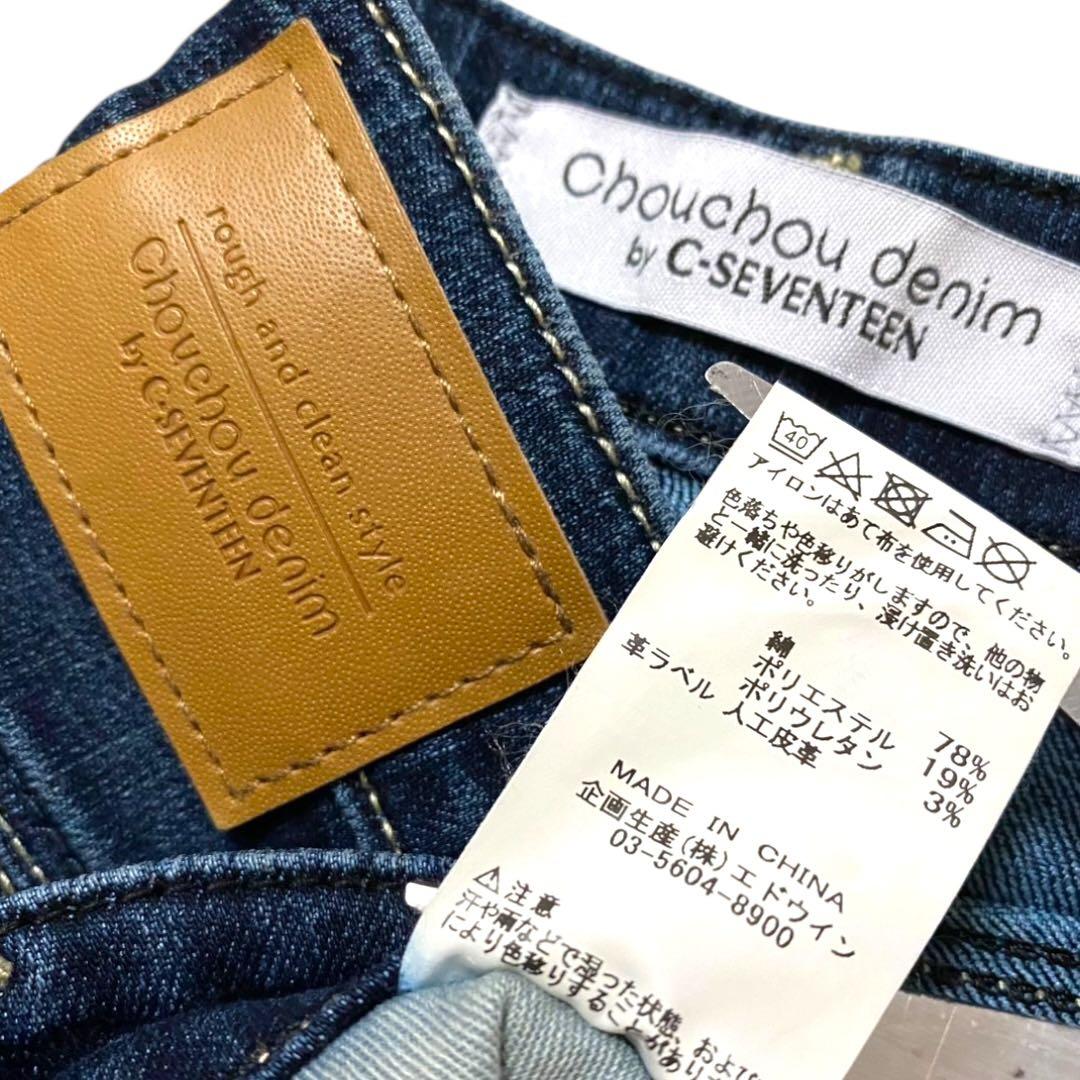 rough and clean style
Chouchou denim
by C-SEVENTEEN
Chouchou denim
by C-SEVENTEEN
40
アイロンはあて布を使用してください。
色落ちや色移りがしますので、他の物
と一緒に洗ったり、浸け置き洗いはお
避けください。
綿 78%
ポリエステル 19%
ポリウレタン 3%
革ラベル 人工皮革
MADE IN CHINA
企画生産(株)エドウイン
03-5604-8900
⚠注意
汗や雨などで湿った状態、および
により色移りすることがあり